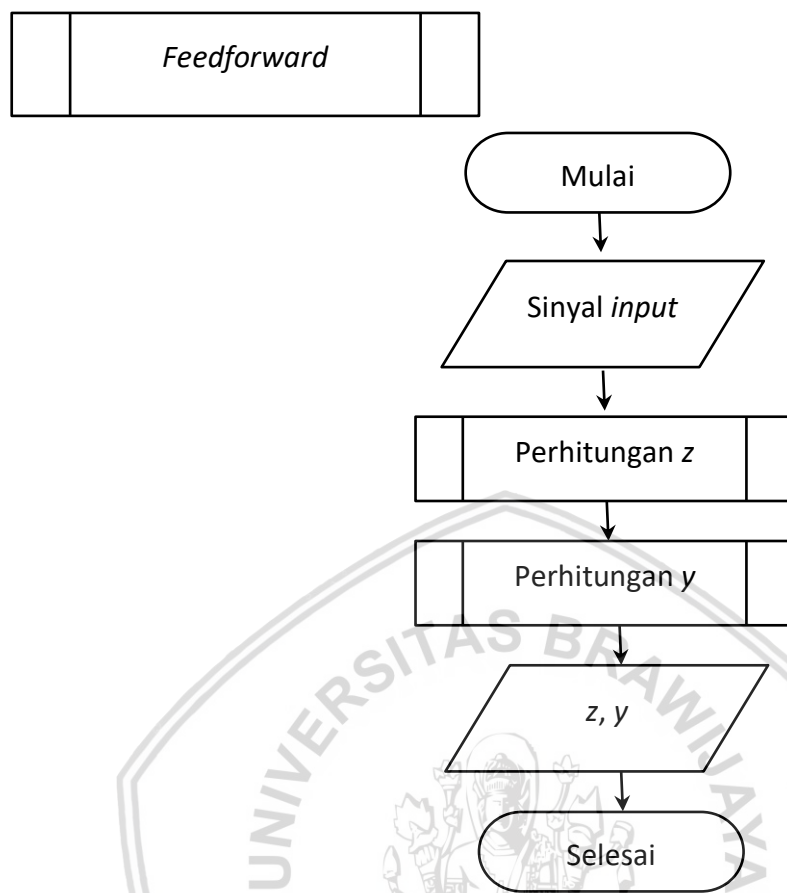 Feedforward
Mulai
Sinyal input
Perhitungan z
Perhitungan y
z, y
Selesai
UNIVERSITAS BRAWIJAYA